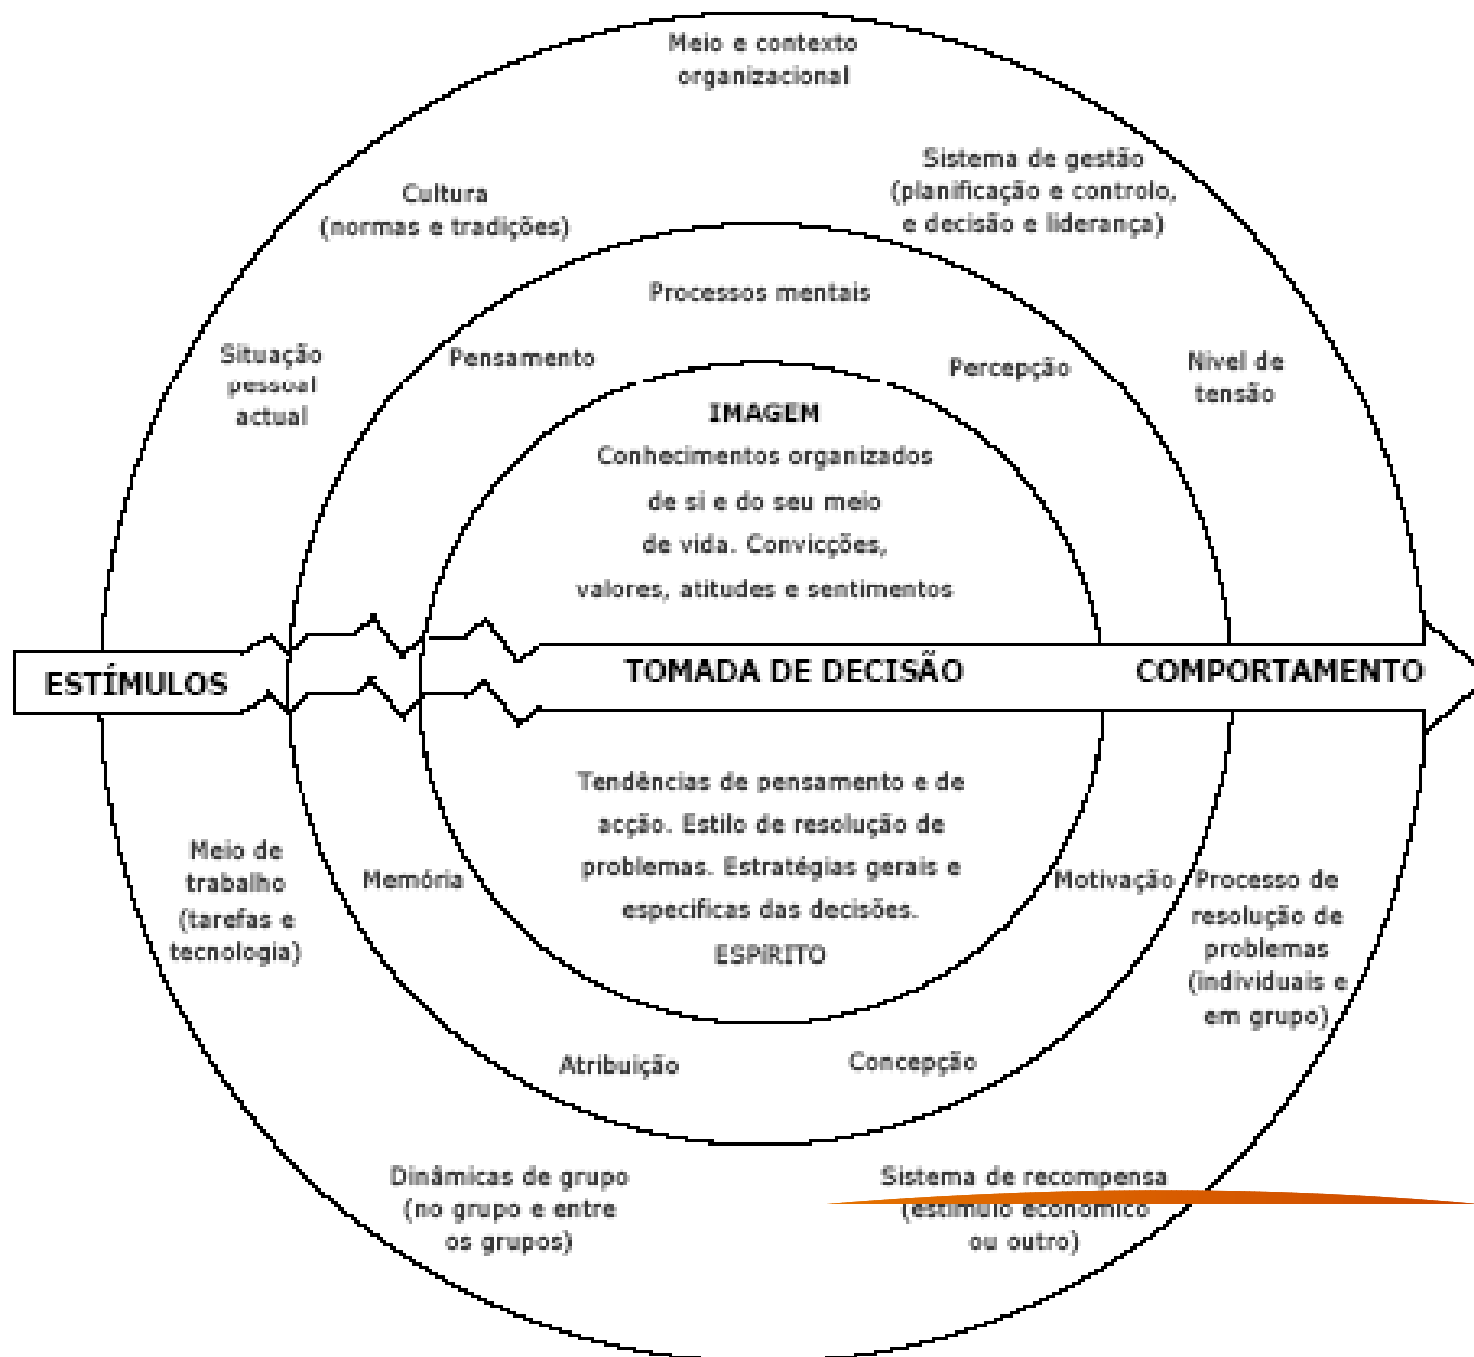 Meio e contexto
organizacional
Sistema de gestão
(planificação e controlo,
e decisão e liderança)
Cultura
(normas e tradições)
Processos mentais
Situação
pessoal
actual
Pensamento
Percepção
Nivel de
tensão
IMAGEM
Conhecimentos organizados
de si e do seu meio
de vida. Convicções,
valores, atitudes e sentimentos
ESTÍMULOS
TOMADA DE DECISÃO
COMPORTAMENTO
Tendências de pensamento e de
acção. Estilo de resolução de
problemas. Estratégias gerais e
especificas das decisões.
ESPIRITO
Meio de
trabalho
(tarefas e
tecnologia)
Memória
Motivação
Processo de
resolução de
problemas
(individuais e
em grupo)
Atribuição
Concepção
Dinâmicas de grupo
(no grupo e entre
os grupos)
Sistema de recompensa
(estimulo economico
ou outro)